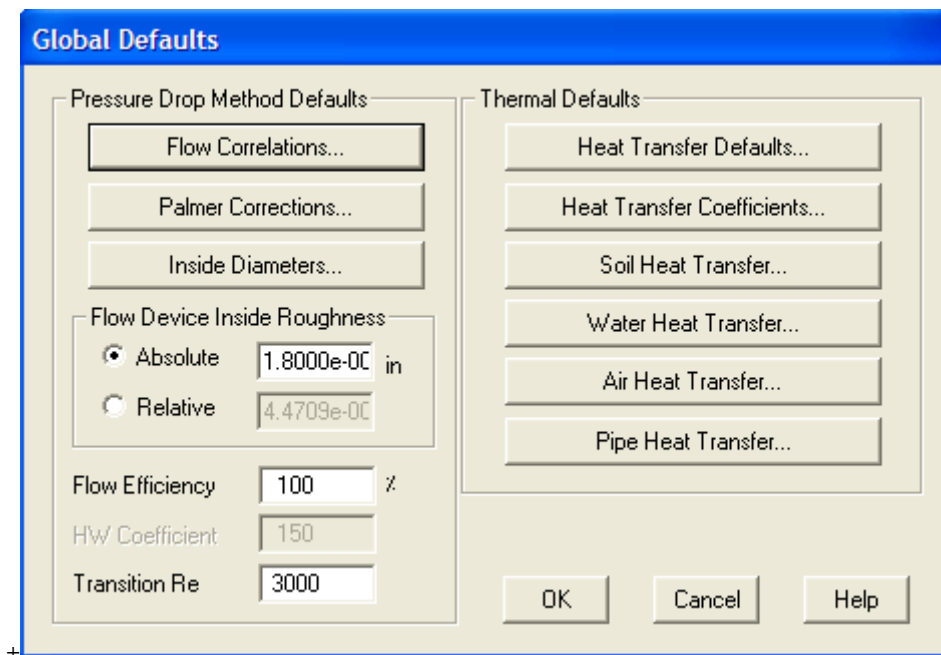 Global Defaults
Pressure Drop Method Defaults
Flow Correlations...
Palmer Corrections...
Inside Diameters...
Flow Device Inside Roughness
Absolute 1.8000e-00 in
Relative 4.4709e-00
Flow Efficiency 100 %
HW Coefficient 150
Transition Re 3000
Thermal Defaults
Heat Transfer Defaults...
Heat Transfer Coefficients...
Soil Heat Transfer...
Water Heat Transfer...
Air Heat Transfer...
Pipe Heat Transfer...
OK Cancel Help
+